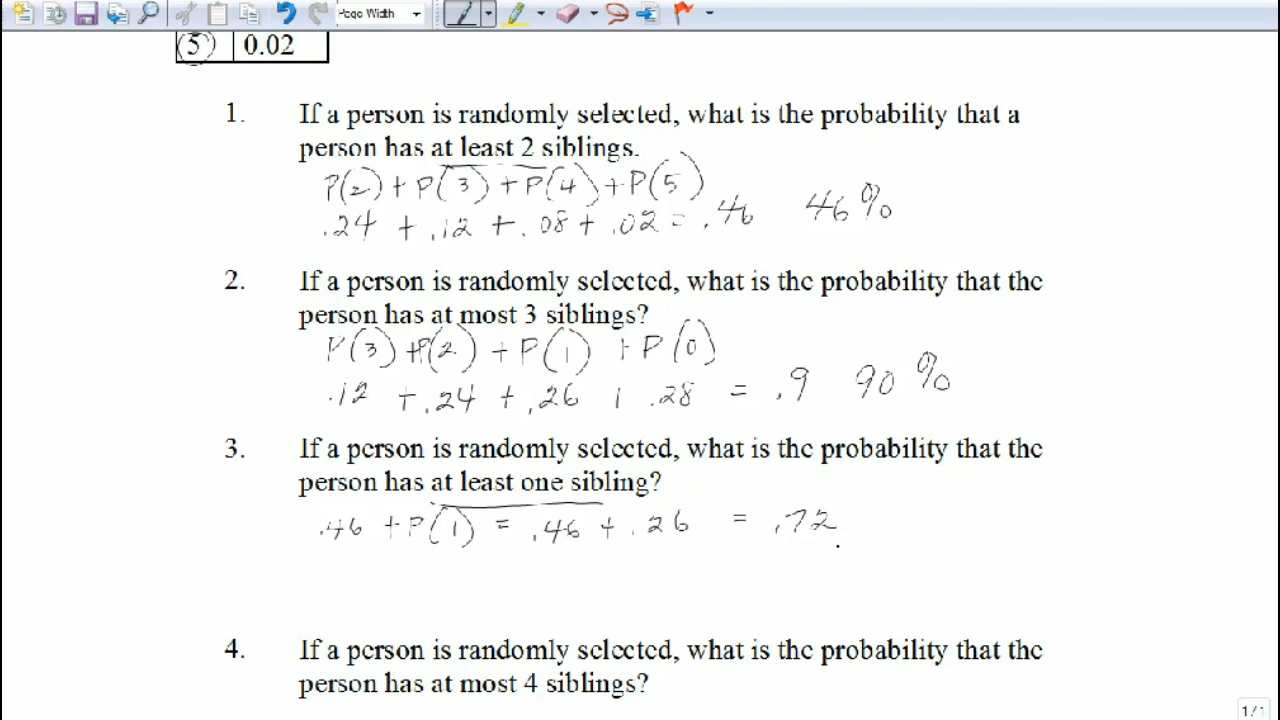 Page Width
(5) 0.02
1. If a person is randomly selected, what is the probability that a
person has at least 2 siblings.
P(2) + P(3) + P(4) + P(5)
.24 + .12 + .08 + .02 = .46 46%
2. If a person is randomly selected, what is the probability that the
person has at most 3 siblings?
P(3) + P(2) + P(1) + P(0)
.12 + .24 + .26 + .28 = .9 90%
3. If a person is randomly selected, what is the probability that the
person has at least one sibling?
.46 + P(1) = .46 + .26 = .72
4. If a person is randomly selected, what is the probability that the
person has at most 4 siblings?
1/1